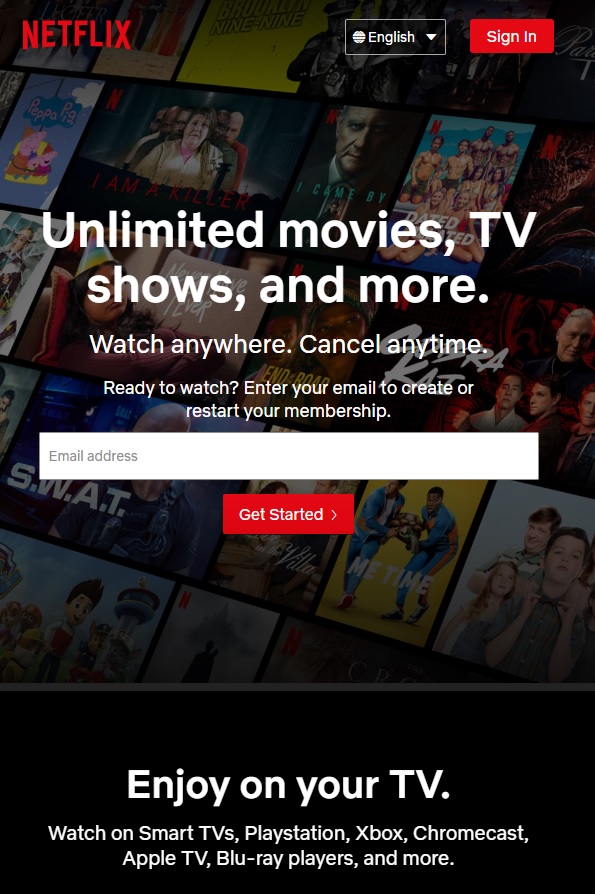 NETFLIX
English
Sign In
BROOKLYN
NINE-NINE
Peppa Pig
I AM A KILLER
I CAME BY
Unlimited movies, TV
shows, and more.
Watch anywhere. Cancel anytime.
Ready to watch? Enter your email to create or
restart your membership.
Email address
S.W.A.T.
Get Started
ME TIME
Enjoy on your TV.
Watch on Smart TVs, Playstation, Xbox, Chromecast,
Apple TV, Blu-ray players, and more.